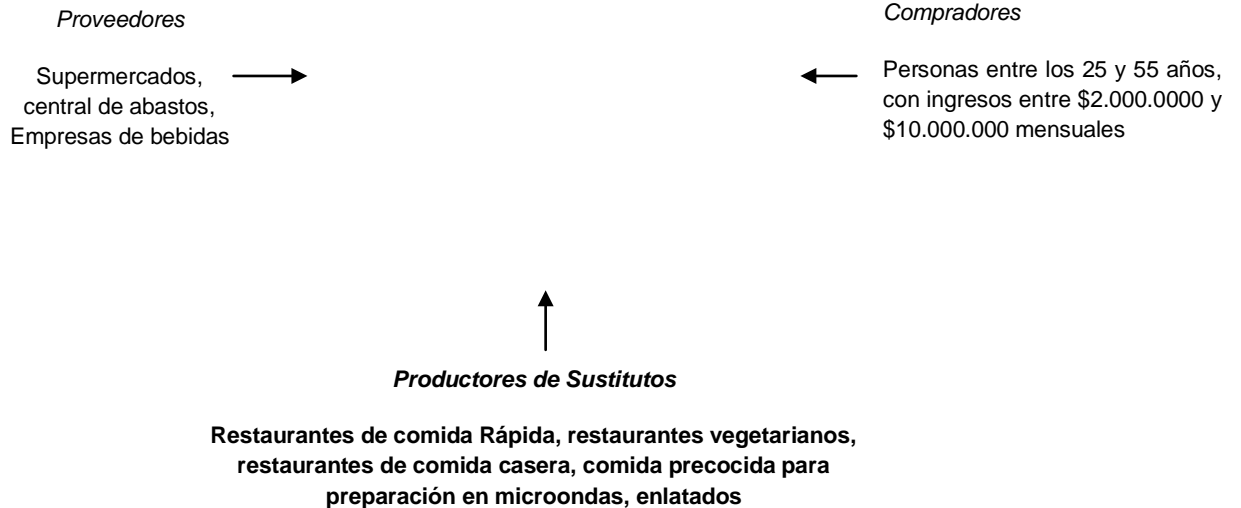 Proveedores
Supermercados,
central de abastos,
Empresas de bebidas
Compradores
Personas entre los 25 y 55 años,
con ingresos entre $2.000.0000 y
$10.000.000 mensuales
Productores de Sustitutos
Restaurantes de comida Rápida, restaurantes vegetarianos,
restaurantes de comida casera, comida precocida para
preparación en microondas, enlatados